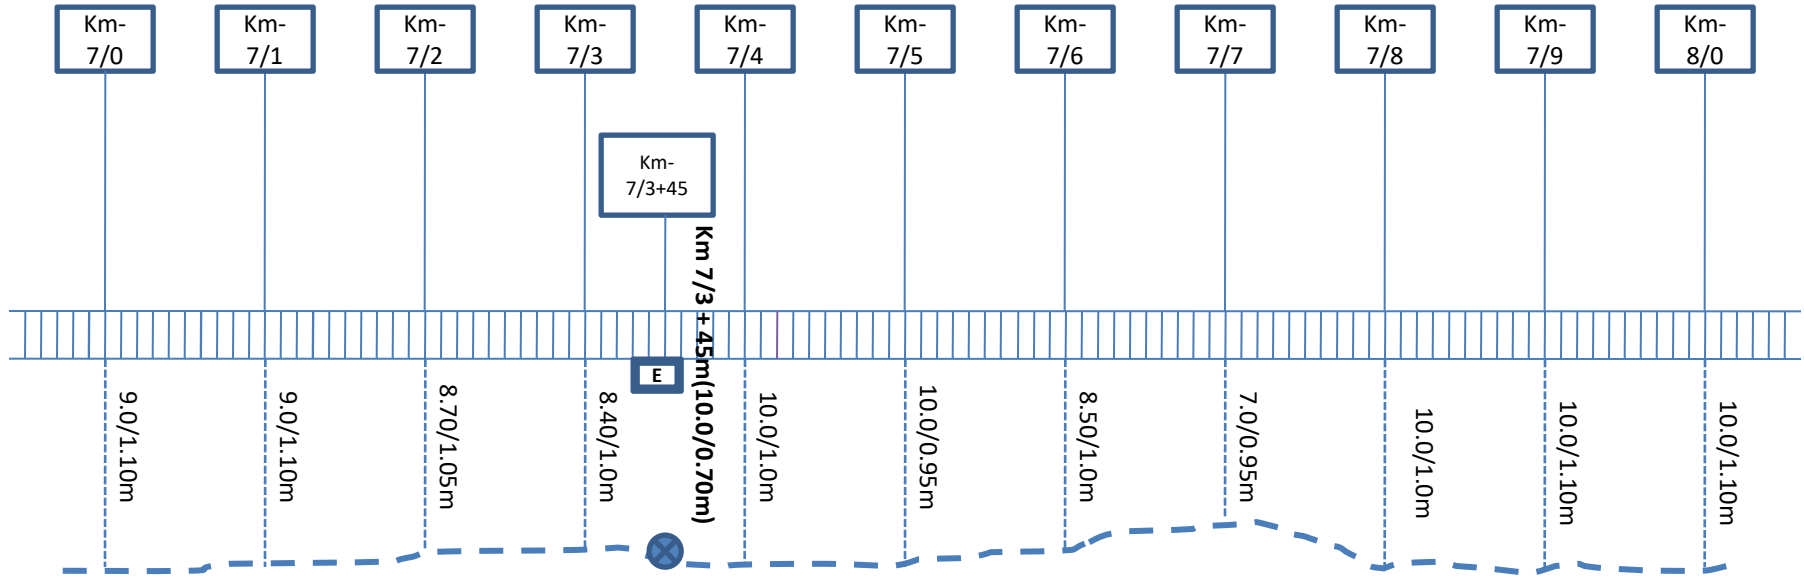 Km-
7/0
Km-
7/1
Km-
7/2
Km-
7/3
Km-
7/4
Km-
7/5
Km-
7/6
Km-
7/7
Km-
7/8
Km-
7/9
Km-
8/0
Km-
7/3+45
Km 7/3 + 45m(10.0/0.70m)
E
9.0/1.10m
9.0/1.10m
8.70/1.05m
8.40/1.0m
10.0/1.0m
10.0/0.95m
8.50/1.0m
7.0/0.95m
10.0/1.0m
10.0/1.10m
10.0/1.10m